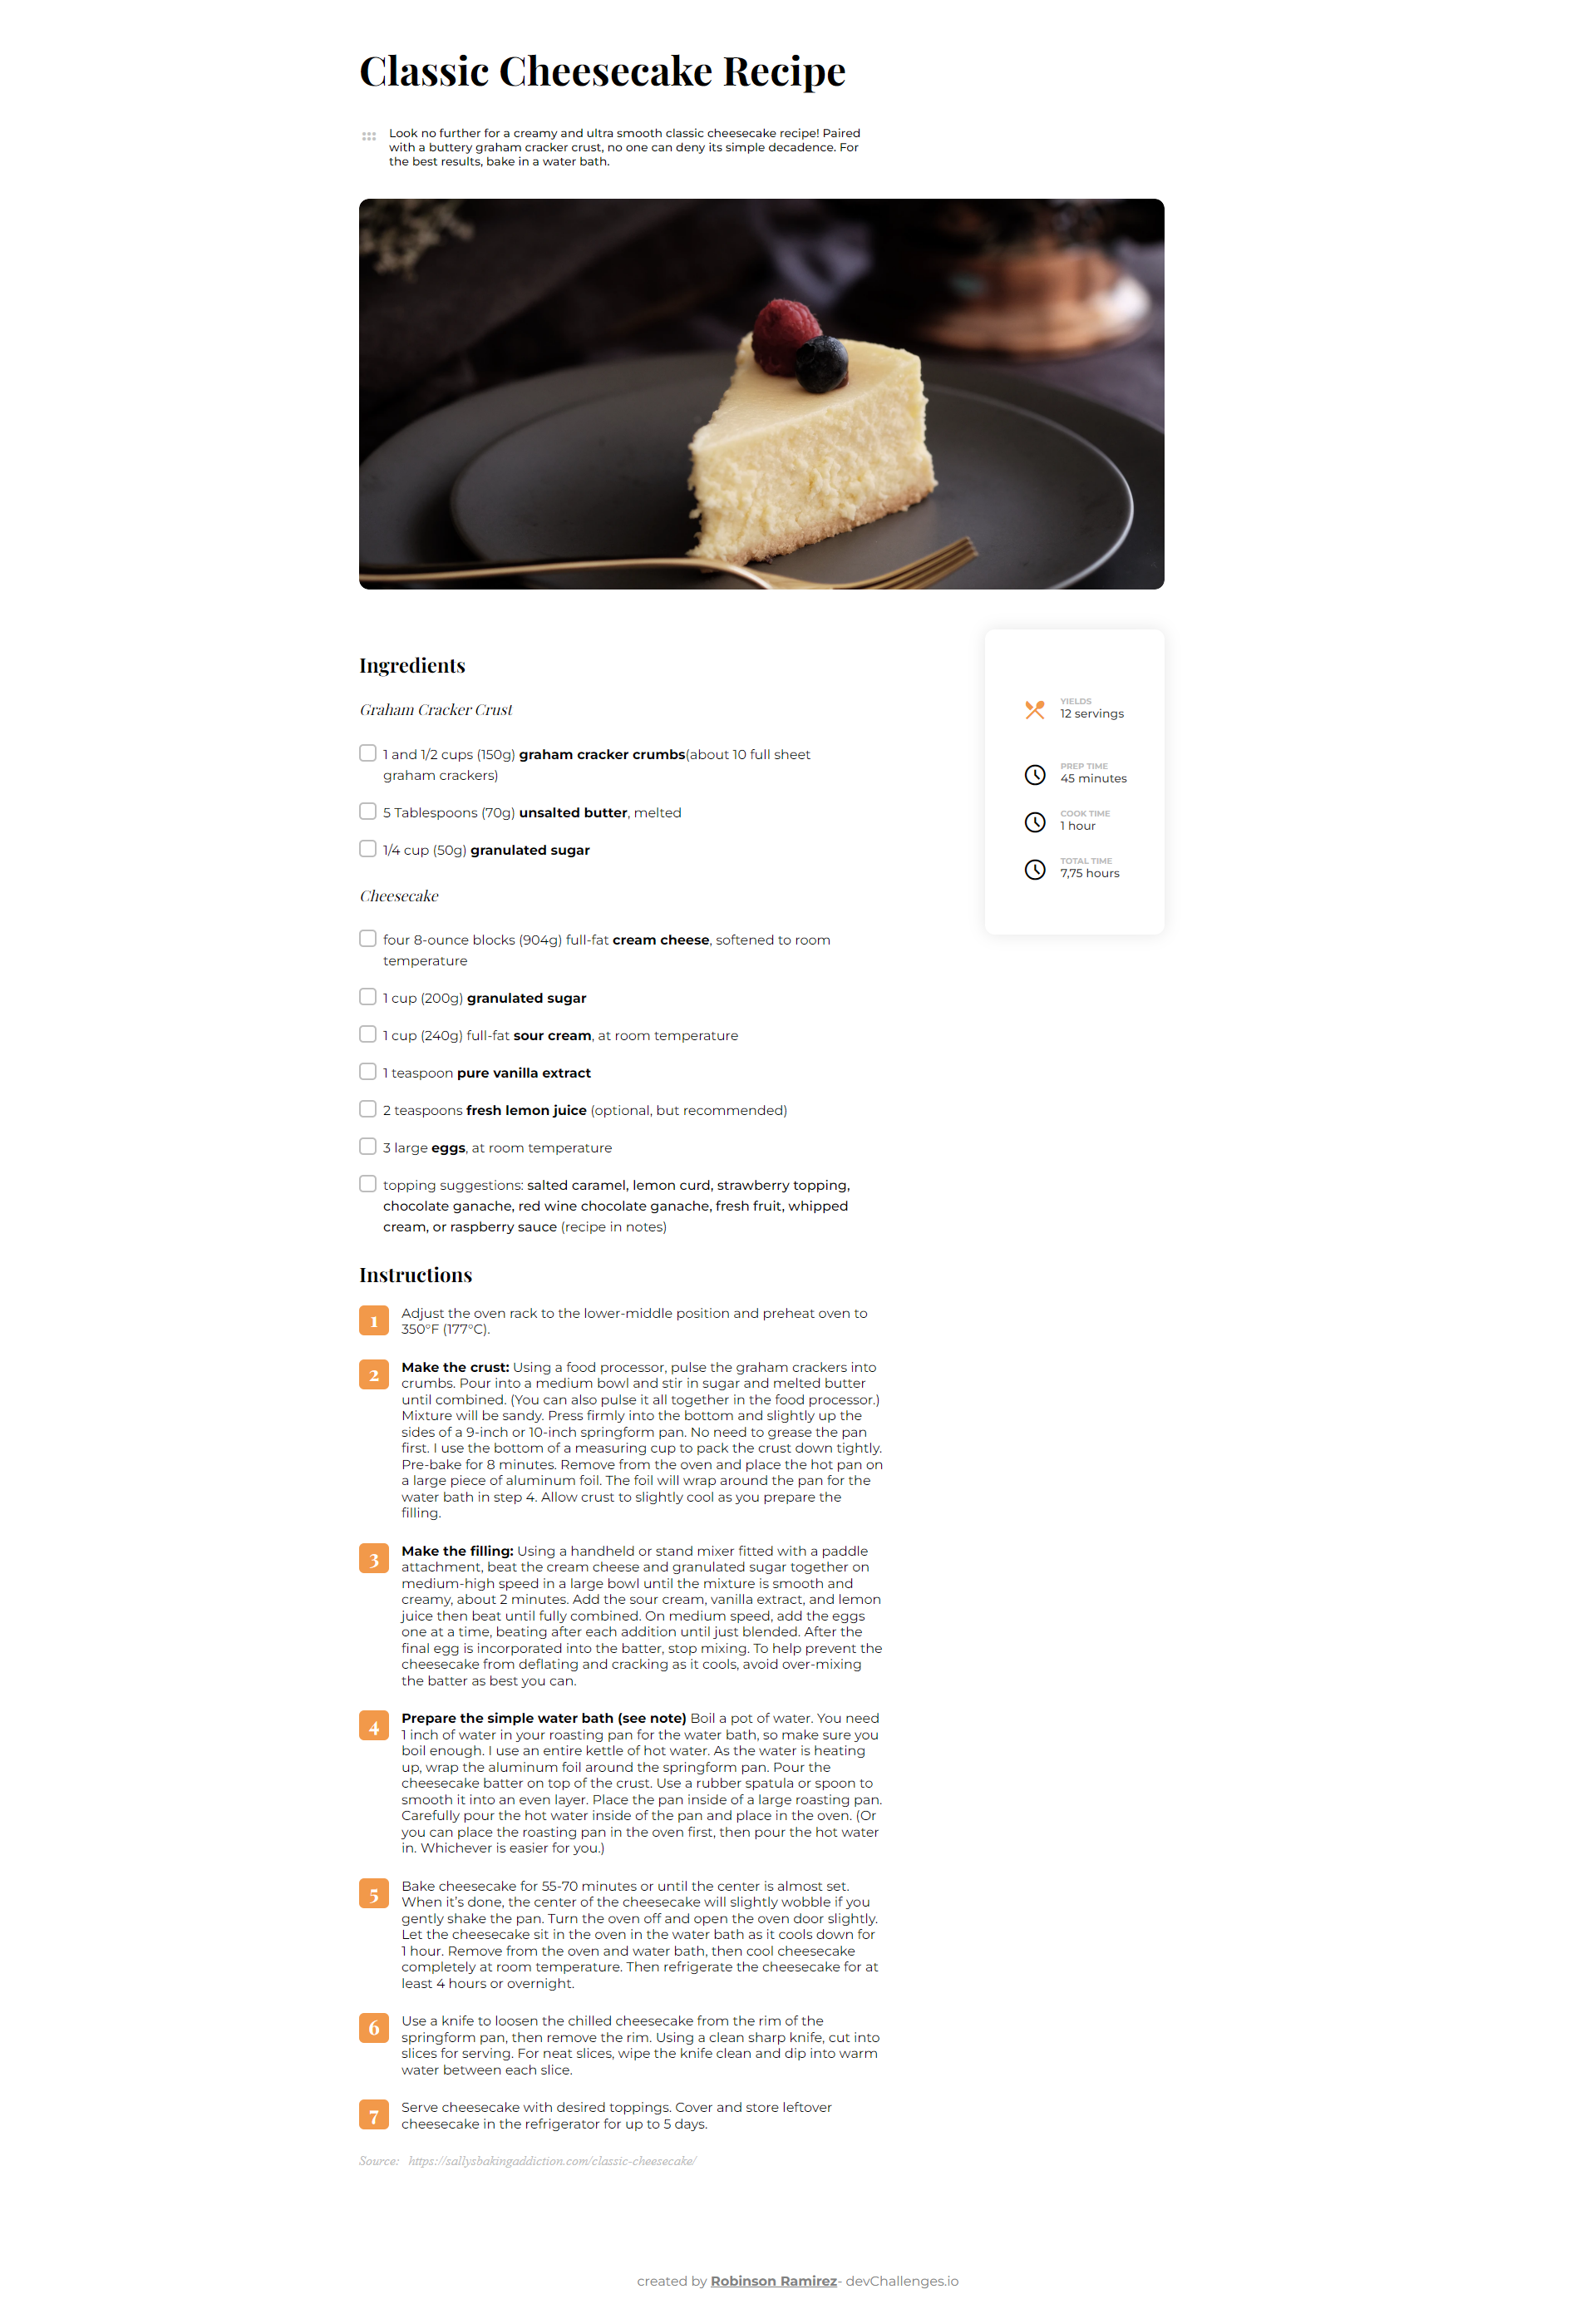 Classic Cheesecake Recipe
Look no further for a creamy and ultra smooth classic cheesecake recipe! Paired
with a buttery graham cracker crust, no one can deny its simple decadence. For
the best results, bake in a water bath.
Ingredients
Graham Cracker Crust
1 and 1/2 cups (150g) graham cracker crumbs(about 10 full sheet
graham crackers)
5 Tablespoons (70g) unsalted butter, melted
1/4 cup (50g) granulated sugar
Cheesecake
four 8-ounce blocks (904g) full-fat cream cheese, softened to room
temperature
1 cup (200g) granulated sugar
1 cup (240g) full-fat sour cream, at room temperature
1 teaspoon pure vanilla extract
2 teaspoons fresh lemon juice (optional, but recommended)
3 large eggs, at room temperature
topping suggestions: salted caramel, lemon curd, strawberry topping,
chocolate ganache, red wine chocolate ganache, fresh fruit, whipped
cream, or raspberry sauce (recipe in notes)
YIELDS
12 servings
PREP TIME
45 minutes
COOK TIME
1 hour
TOTAL TIME
7,75 hours
Instructions
1 Adjust the oven rack to the lower-middle position and preheat oven to
350°F (177°C).
2 Make the crust: Using a food processor, pulse the graham crackers into
crumbs. Pour into a medium bowl and stir in sugar and melted butter
until combined. (You can also pulse it all together in the food processor.)
Mixture will be sandy. Press firmly into the bottom and slightly up the
sides of a 9-inch or 10-inch springform pan. No need to grease the pan
first. I use the bottom of a measuring cup to pack the crust down tightly.
Pre-bake for 8 minutes. Remove from the oven and place the hot pan on
a large piece of aluminum foil. The foil will wrap around the pan for the
water bath in step 4. Allow crust to slightly cool as you prepare the
filling.
3 Make the filling: Using a handheld or stand mixer fitted with a paddle
attachment, beat the cream cheese and granulated sugar together on
medium-high speed in a large bowl until the mixture is smooth and
creamy, about 2 minutes. Add the sour cream, vanilla extract, and lemon
juice then beat until fully combined. On medium speed, add the eggs
one at a time, beating after each addition until just blended. After the
final egg is incorporated into the batter, stop mixing. To help prevent the
cheesecake from deflating and cracking as it cools, avoid over-mixing
the batter as best you can.
4 Prepare the simple water bath (see note) Boil a pot of water. You need
1 inch of water in your roasting pan for the water bath, so make sure you
boil enough. I use an entire kettle of hot water. As the water is heating
up, wrap the aluminum foil around the springform pan. Pour the
cheesecake batter on top of the crust. Use a rubber spatula or spoon to
smooth it into an even layer. Place the pan inside of a large roasting pan.
Carefully pour the hot water inside of the pan and place in the oven. (Or
you can place the roasting pan in the oven first, then pour the hot water
in. Whichever is easier for you.)
5 Bake cheesecake for 55-70 minutes or until the center is almost set.
When it's done, the center of the cheesecake will slightly wobble if you
gently shake the pan. Turn the oven off and open the oven door slightly.
Let the cheesecake sit in the oven in the water bath as it cools down for
1 hour. Remove from the oven and water bath, then cool cheesecake
completely at room temperature. Then refrigerate the cheesecake for at
least 4 hours or overnight.
6 Use a knife to loosen the chilled cheesecake from the rim of the
springform pan, then remove the rim. Using a clean sharp knife, cut into
slices for serving. For neat slices, wipe the knife clean and dip into warm
water between each slice.
7 Serve cheesecake with desired toppings. Cover and store leftover
cheesecake in the refrigerator for up to 5 days.
Source: https://sallysbakingaddiction.com/classic-cheesecake/
created by Robinson Ramirez- devChallenges.io